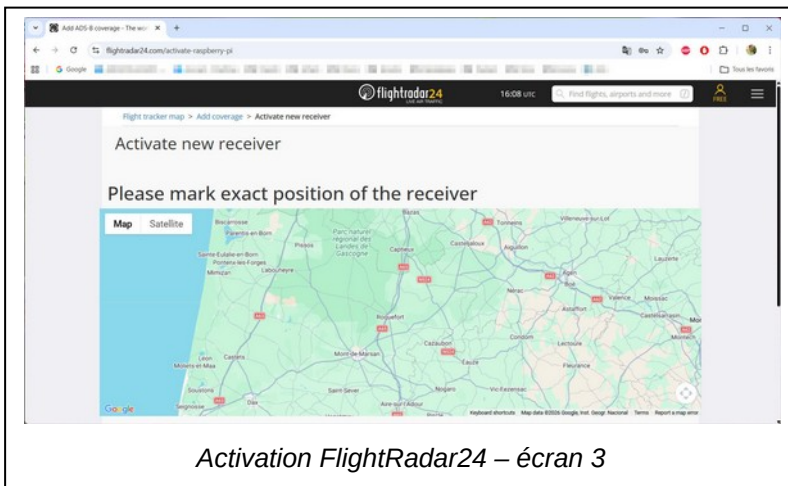 Add ADS-B coverage - The wor
flightradar24.com/activate-raspberry-pi
Google
Tous les favoris
flightradar24
LIVE AIR TRAFFIC
16:08 UTC
Find flights, airports and more
FREE
Flight tracker map > Add coverage > Activate new receiver
Activate new receiver
Please mark exact position of the receiver
Map Satellite
Biscarrosse
Parentis-en-Born
Sainte-Eulalie-en-Born
Pontenx-les-Forges
Mimizan
Labouheyre
Pissos
Parc naturel
régional des
Landes de
Gascogne
Bazas
Captieux
Casteljaloux
Tonneins
Aiguillon
Villeneuve-sur-Lot
Lauzerte
Agen
Boé
Nérac
Valence
Moissac
Castelsarrasin
Astaffort
Montech
Roquefort
Cazaubon
Condom
Lectoure
Fleurance
Léon
Castets
Moliets-et-Maa
Mont-de-Marsan
Eauze
Soustons
Seignosse
Dax
Saint-Sever
Nogaro
Vic-Fezensac
Aire-sur-l'Adour
Google
Keyboard shortcuts Map data ©2026 Google, Inst. Geogr. Nacional Terms Report a map error
Activation FlightRadar24 – écran 3